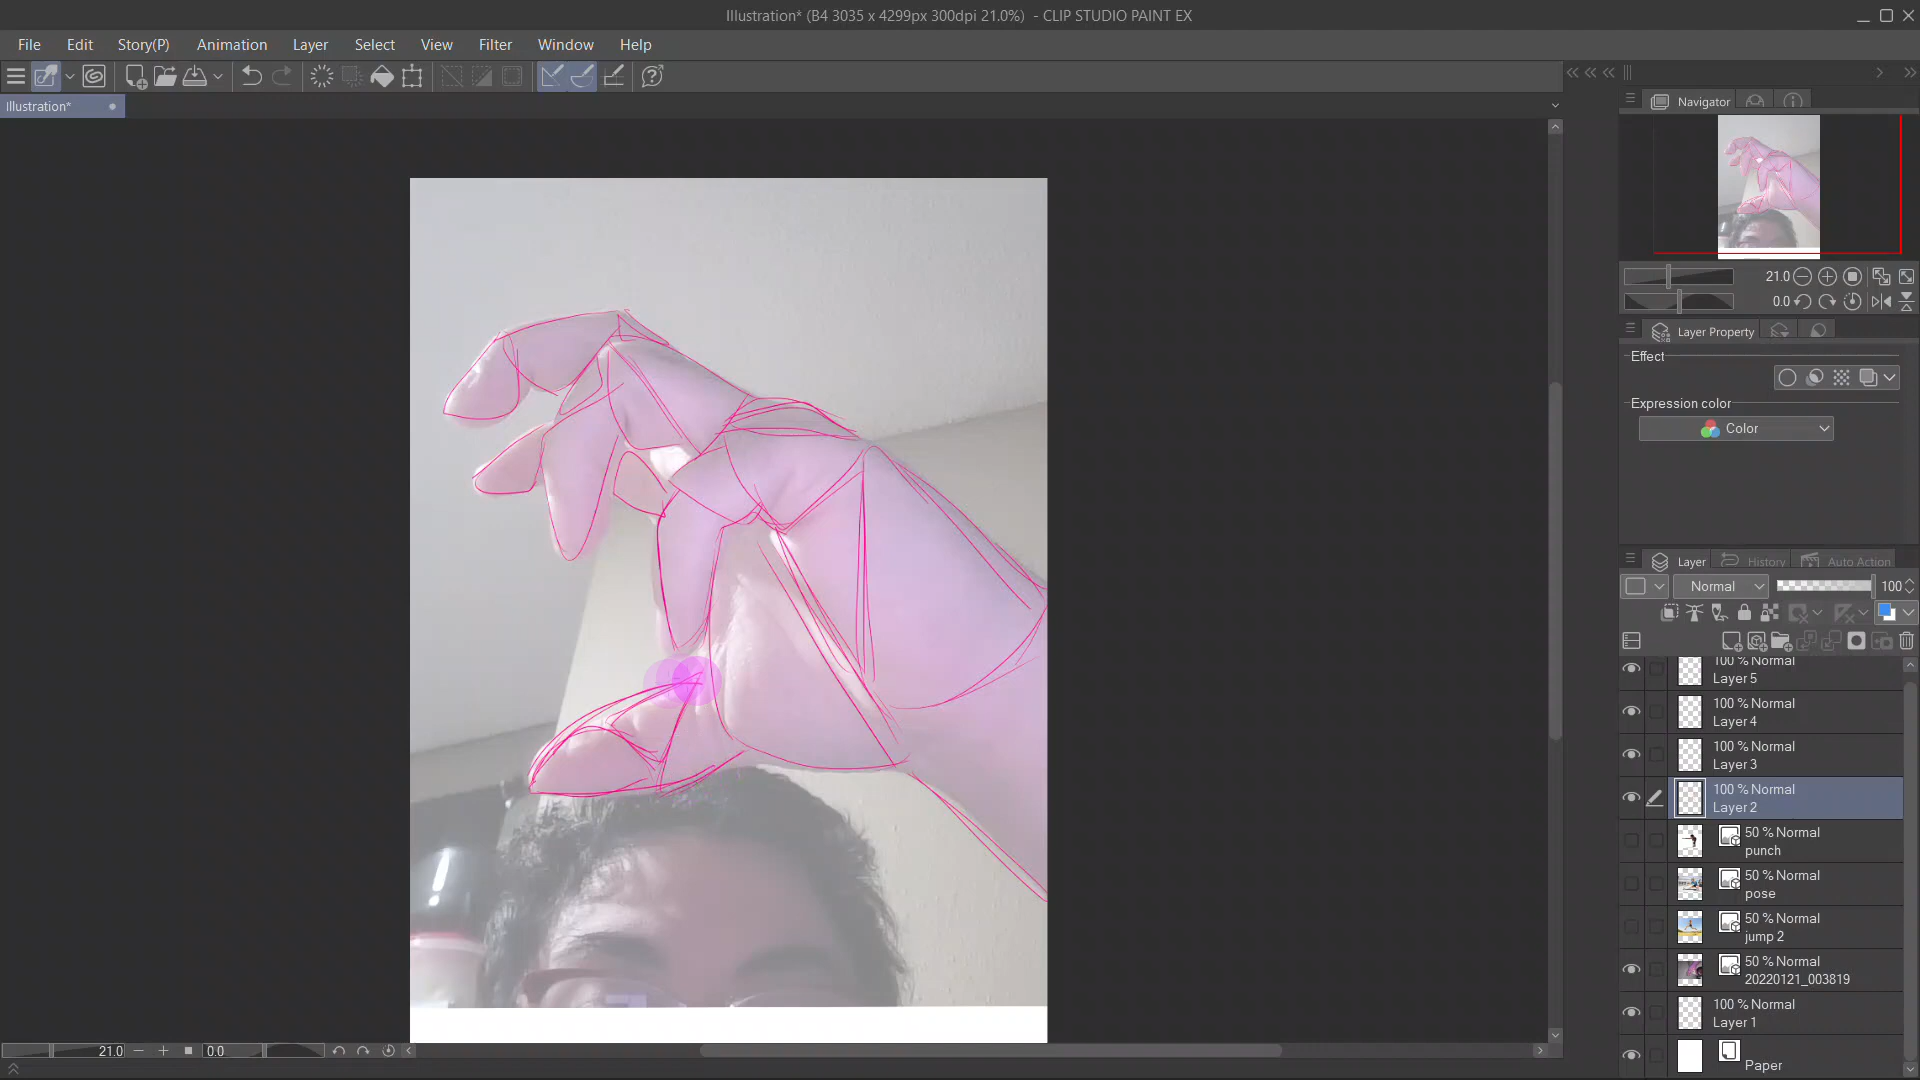 Illustration* (B4 3035 x 4299px 300dpi 21.0%) - CLIP STUDIO PAINT EX
File Edit Story(P) Animation Layer Select View Filter Window Help
Illustration*
Navigator
21.0
0.0
Layer Property
Effect
Expression color
Color
Layer History Auto Action
Normal 100
100 % Normal
Layer 5
100 % Normal
Layer 4
100 % Normal
Layer 3
100 % Normal
Layer 2
50 % Normal
punch
50 % Normal
pose
50 % Normal
jump 2
50 % Normal
20220121_003819
100 % Normal
Layer 1
Paper
21.0 0.0